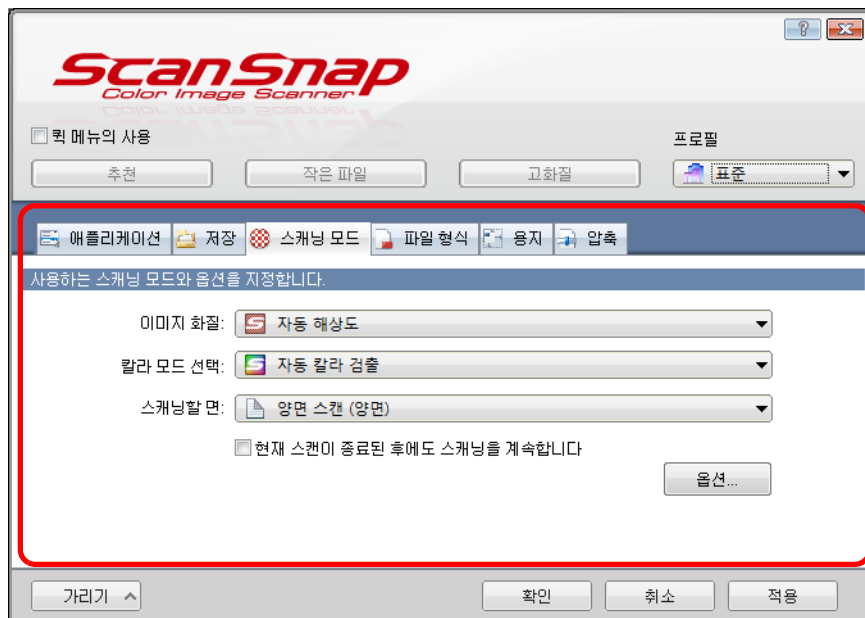 ScanSnap
Color Image Scanner
퀵 메뉴의 사용
프로필
추천 작은 파일 고화질 표준
애플리케이션 저장 스캐닝 모드 파일 형식 용지 압축
사용하는 스캐닝 모드와 옵션을 지정합니다.
이미지 화질: 자동 해상도
칼라 모드 선택: 자동 칼라 검출
스캐닝할 면: 양면 스캔 (양면)
현재 스캔이 종료된 후에도 스캐닝을 계속합니다
옵션...
가리기 확인 취소 적용